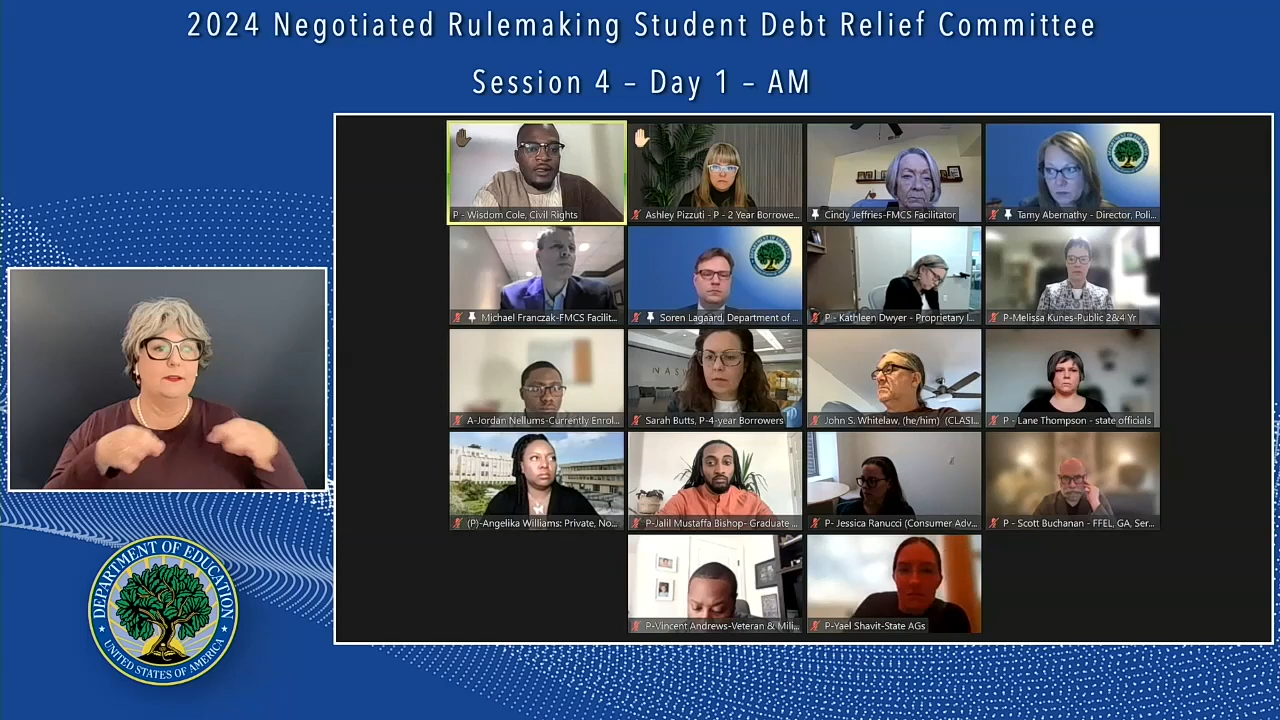 2024 Negotiated Rulemaking Student Debt Relief Committee
Session 4 – Day 1 – AM
P - Wisdom Cole, Civil Rights
Ashley Pizzuti - P - 2 Year Borrowe...
Cindy Jeffries-FMCS Facilitator
Tamy Abernathy - Director, Poli...
Michael Franczak-FMCS Facilit...
Soren Lagaard, Department of ...
P - Kathleen Dwyer - Proprietary I...
P-Melissa Kunes-Public 2&4 Yr
A-Jordan Nellums-Currently Enrol...
Sarah Butts, P-4-year Borrowers
John S. Whitelaw, (he/him) (CLASI...
P - Lane Thompson - state officials
(P)-Angelika Williams: Private, No...
P-Jalil Mustaffa Bishop- Graduate ...
P- Jessica Ranucci (Consumer Adv...
P - Scott Buchanan - FFEL, GA, Ser...
P-Vincent Andrews-Veteran & Mili...
P-Yael Shavit-State AGs
DEPARTMENT OF EDUCATION
UNITED STATES OF AMERICA